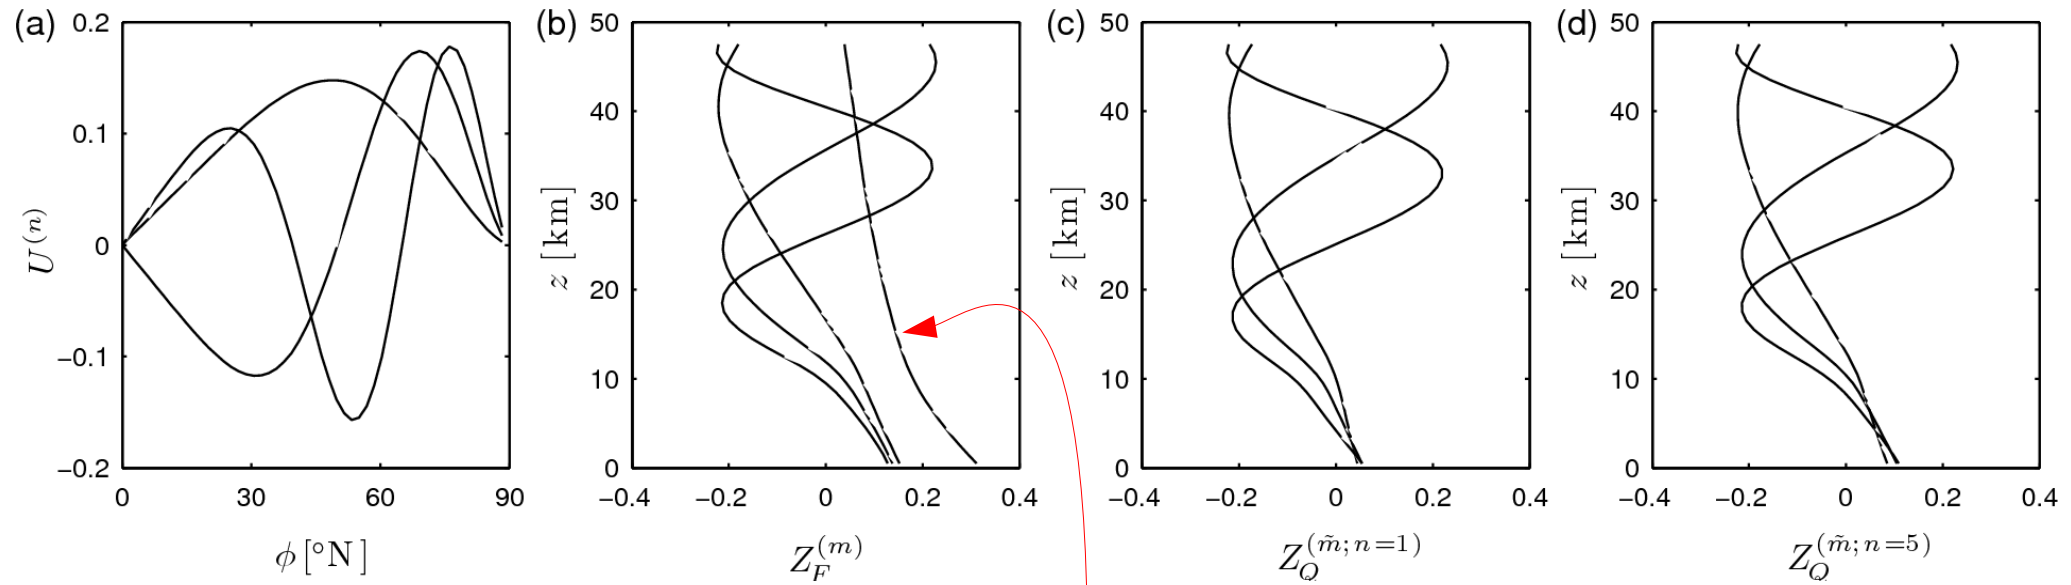 (a)
0.2
0.1
0
−0.1
−0.2
U^(n)
0 30 60 90
ϕ [°N]
(b)
50
40
30
20
10
0
z [km]
−0.4 −0.2 0 0.2 0.4
Z_F^(m)
(c)
50
40
30
20
10
0
z [km]
−0.4 −0.2 0 0.2 0.4
Z_Q^(m̃; n=1)
(d)
50
40
30
20
10
0
z [km]
−0.4 −0.2 0 0.2 0.4
Z_Q^(m̃; n=5)